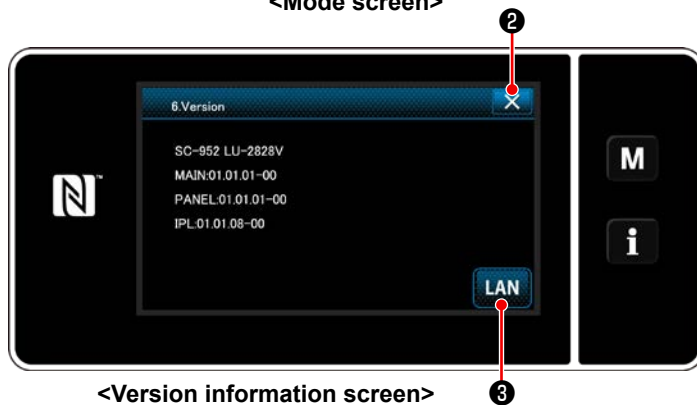 <Mode screen>
❷
6.Version
SC-952 LU-2828V
MAIN:01.01.01-00
PANEL:01.01.01-00
IPL:01.01.08-00
LAN
N™
M
i
<Version information screen>
❸